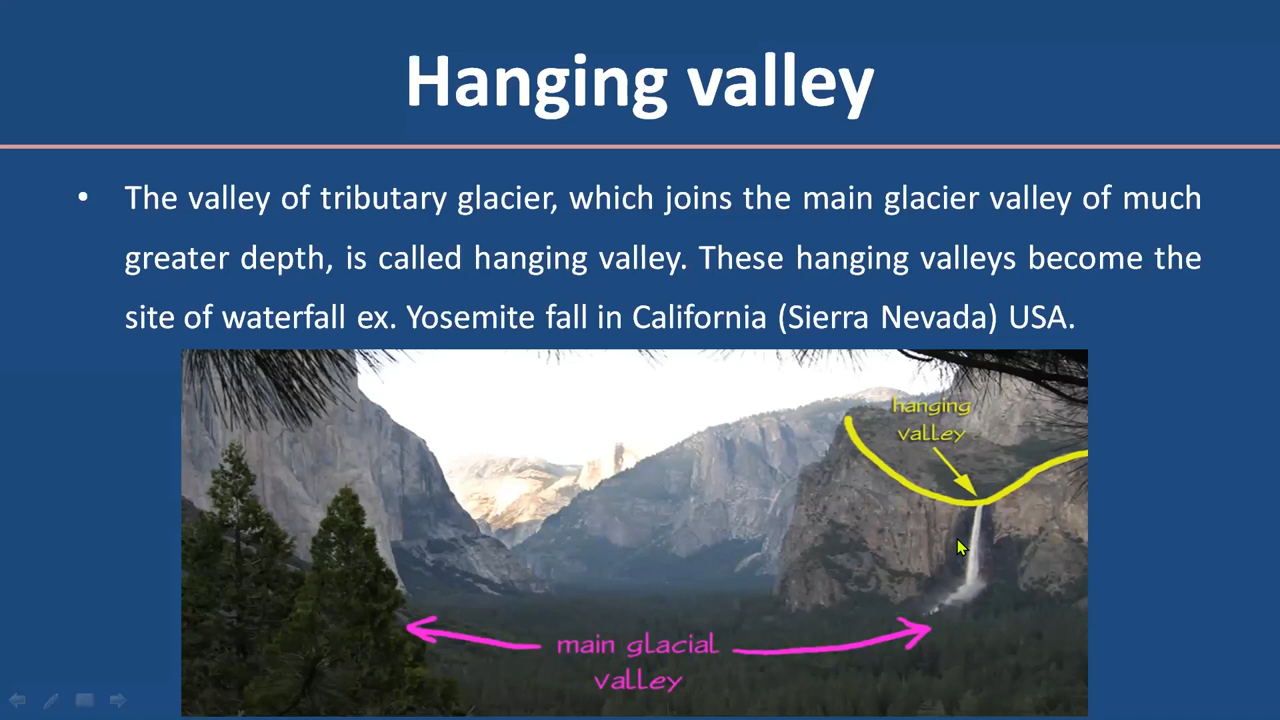 Hanging valley
• The valley of tributary glacier, which joins the main glacier valley of much
greater depth, is called hanging valley. These hanging valleys become the
site of waterfall ex. Yosemite fall in California (Sierra Nevada) USA.
hanging
valley
main glacial
valley